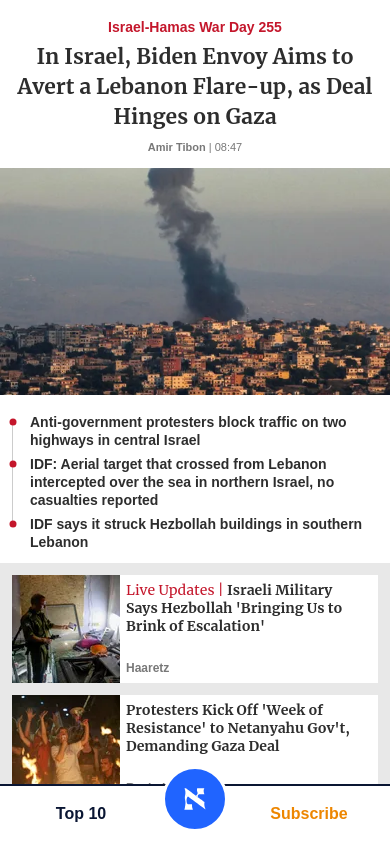 Israel-Hamas War Day 255
In Israel, Biden Envoy Aims to
Avert a Lebanon Flare-up, as Deal
Hinges on Gaza
Amir Tibon | 08:47
Anti-government protesters block traffic on two
highways in central Israel
IDF: Aerial target that crossed from Lebanon
intercepted over the sea in northern Israel, no
casualties reported
IDF says it struck Hezbollah buildings in southern
Lebanon
Live Updates | Israeli Military
Says Hezbollah 'Bringing Us to
Brink of Escalation'
Haaretz
Protesters Kick Off 'Week of
Resistance' to Netanyahu Gov't,
Demanding Gaza Deal
Top 10
Subscribe